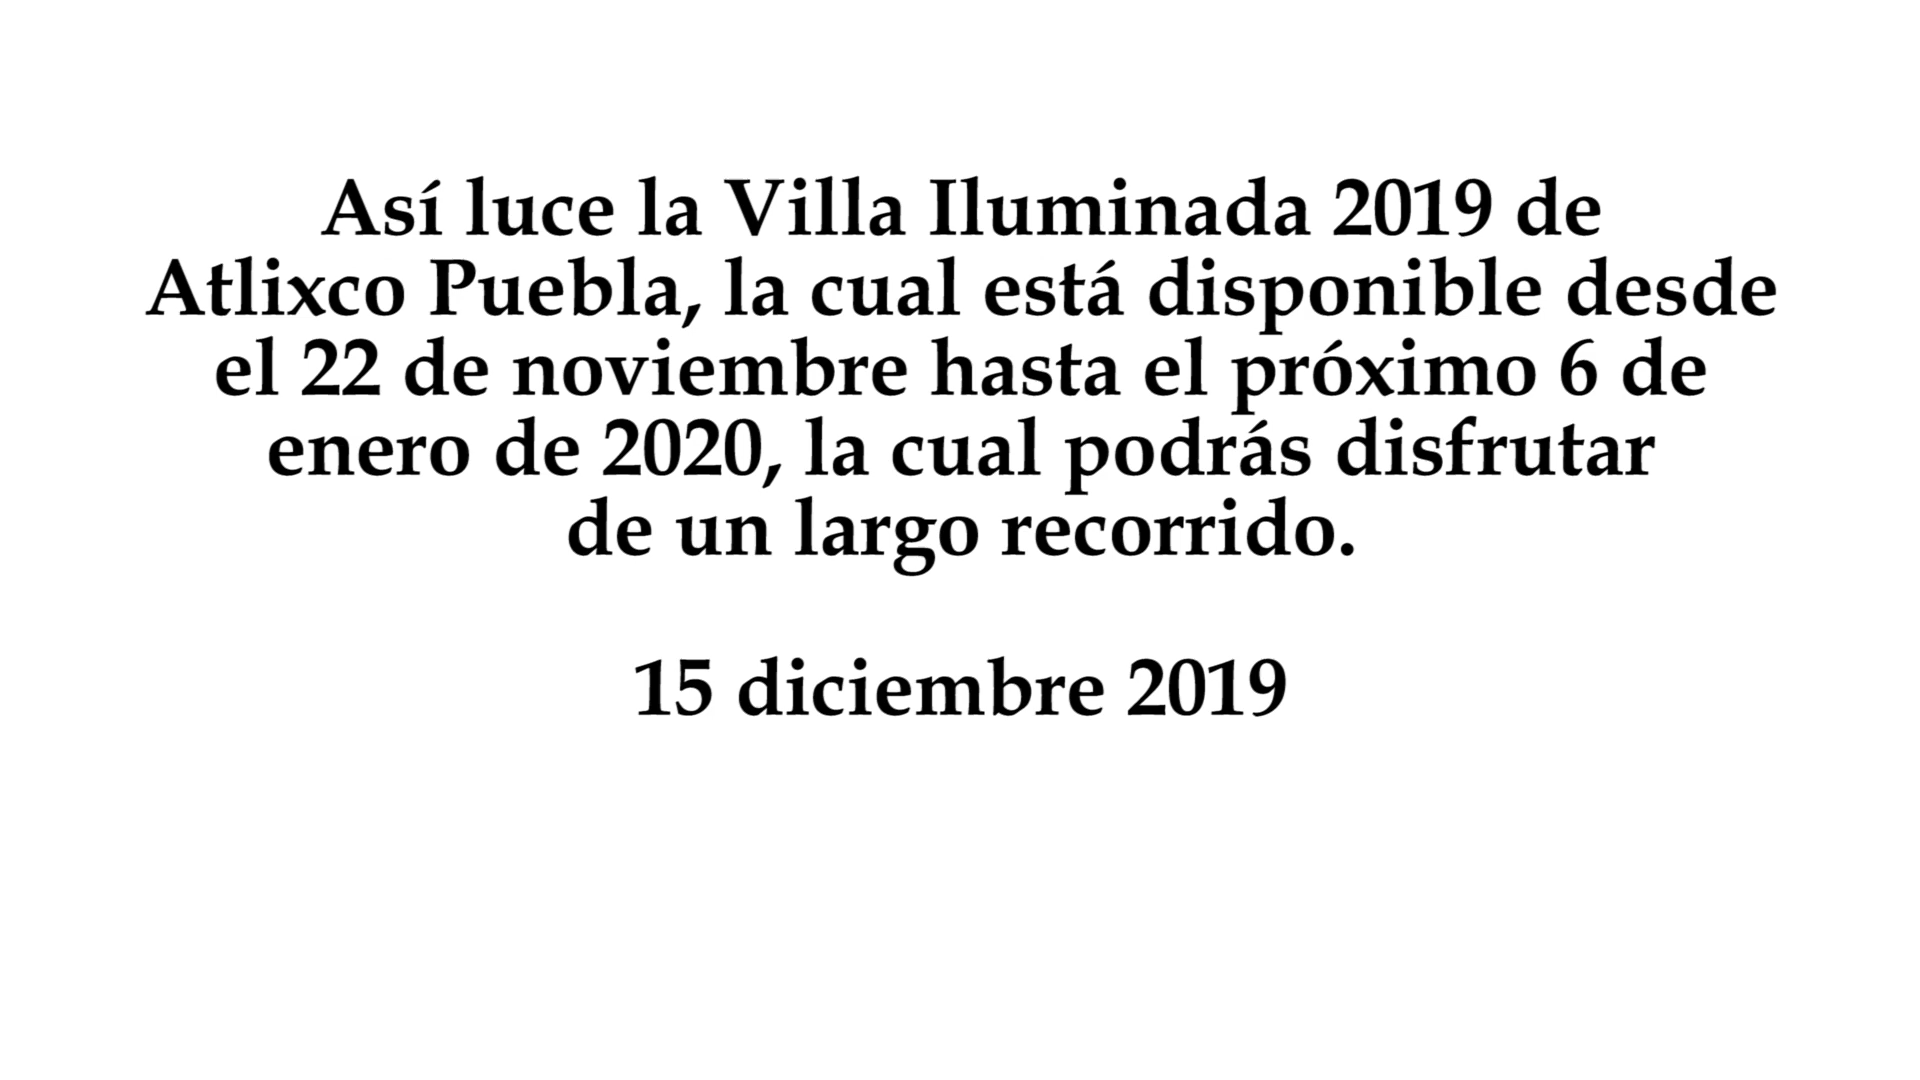 Así luce la Villa Iluminada 2019 de
Atlixco Puebla, la cual está disponible desde
el 22 de noviembre hasta el próximo 6 de
enero de 2020, la cual podrás disfrutar
de un largo recorrido.
15 diciembre 2019